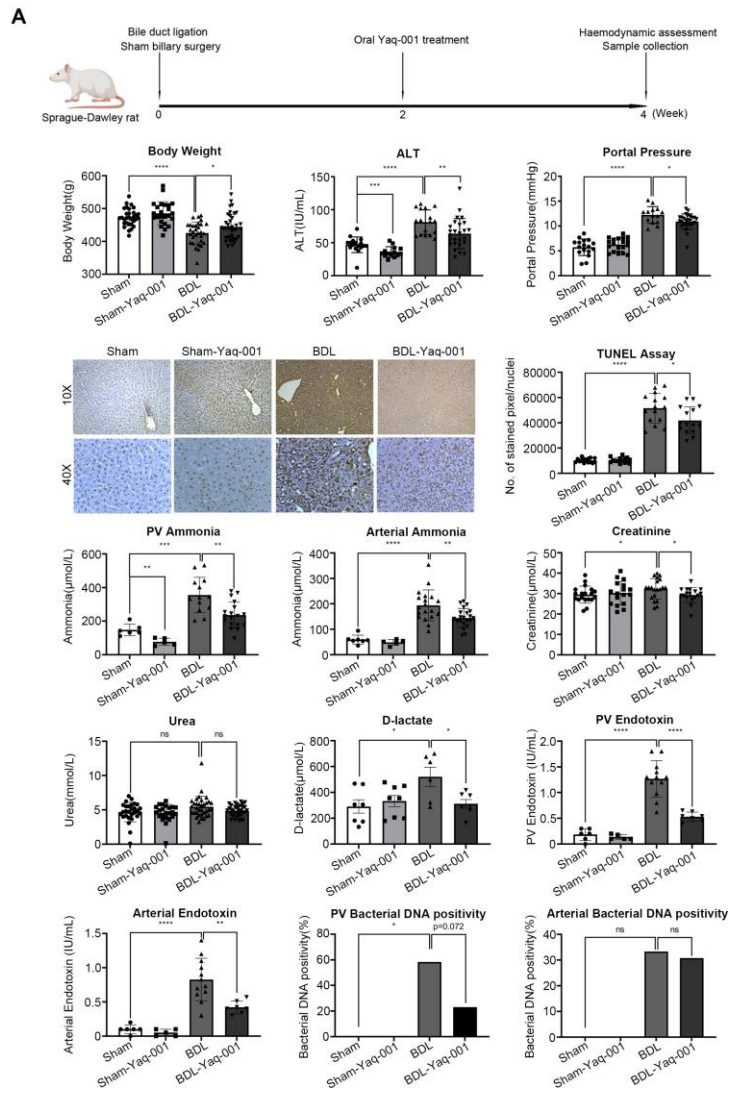 A
Bile duct ligation
Sham billary surgery
Oral Yaq-001 treatment
Haemodynamic assessment
Sample collection
Sprague-Dawley rat
0
2
4
(Week)
Body Weight
Body Weight(g)
600
500
400
300
****
*
Sham
Sham-Yaq-001
BDL
BDL-Yaq-001
ALT
ALT(IU/mL)
150
100
50
0
****
***
**
Sham
Sham-Yaq-001
BDL
BDL-Yaq-001
Portal Pressure
Portal Pressure(mmHg)
20
15
10
5
0
****
*
Sham
Sham-Yaq-001
BDL
BDL-Yaq-001
Sham
Sham-Yaq-001
BDL
BDL-Yaq-001
10X
40X
TUNEL Assay
No. of stained pixel/nuclei
80000
60000
40000
20000
0
****
*
Sham
Sham-Yaq-001
BDL
BDL-Yaq-001
PV Ammonia
Ammonia(μmol/L)
600
400
200
0
***
**
**
Sham
Sham-Yaq-001
BDL
BDL-Yaq-001
Arterial Ammonia
Ammonia(μmol/L)
400
300
200
100
0
****
**
Sham
Sham-Yaq-001
BDL
BDL-Yaq-001
Creatinine
Creatinine(μmol/L)
50
40
30
20
10
0
*
*
Sham
Sham-Yaq-001
BDL
BDL-Yaq-001
Urea
Urea(mmol/L)
15
10
5
0
ns
ns
Sham
Sham-Yaq-001
BDL
BDL-Yaq-001
D-lactate
D-lactate(μmol/L)
800
600
400
200
0
*
*
Sham
Sham-Yaq-001
BDL
BDL-Yaq-001
PV Endotoxin
PV Endotoxin (IU/mL)
2.0
1.5
1.0
0.5
0.0
****
****
Sham
Sham-Yaq-001
BDL
BDL-Yaq-001
Arterial Endotoxin
Arterial Endotoxin (IU/mL)
1.5
1.0
0.5
0.0
****
**
Sham
Sham-Yaq-001
BDL
BDL-Yaq-001
PV Bacterial DNA positivity
Bacterial DNA positivity(%)
80
60
40
20
0
*
p=0.072
Sham
Sham-Yaq-001
BDL
BDL-Yaq-001
Arterial Bacterial DNA positivity
Bacterial DNA positivity(%)
40
30
20
10
0
ns
ns
Sham
Sham-Yaq-001
BDL
BDL-Yaq-001